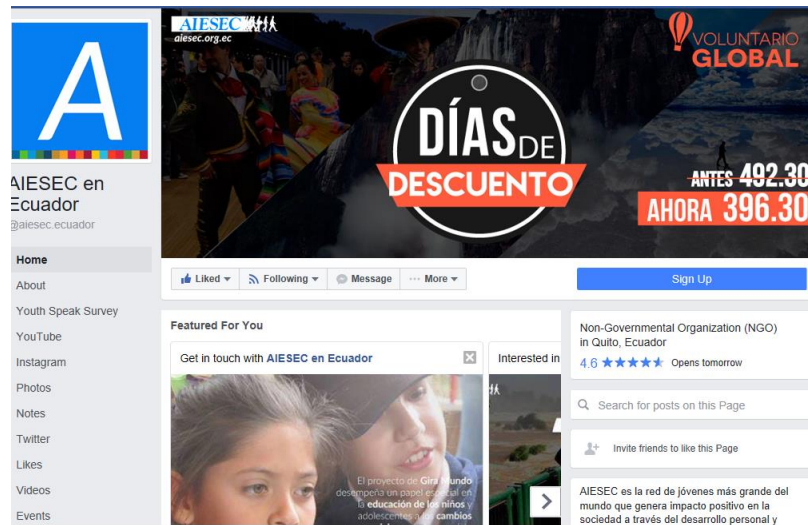 AIESEC
aiesec.org.ec
VOLUNTARIO
GLOBAL
DÍAS DE
DESCUENTO
ANTES 492.30
AHORA 396.30
A
AIESEC en
Ecuador
@aiesec.ecuador
Home
About
Youth Speak Survey
YouTube
Instagram
Photos
Notes
Twitter
Likes
Videos
Events
Liked
Following
Message
More
Sign Up
Featured For You
Get in touch with AIESEC en Ecuador
Interested in
El proyecto de Gira Mundo
desempeña un papel especial en
la educación de los niños y
adolescentes a los cambios
Non-Governmental Organization (NGO)
in Quito, Ecuador
4.6 Opens tomorrow
Search for posts on this Page
Invite friends to like this Page
AIESEC es la red de jóvenes más grande del
mundo que genera impacto positivo en la
sociedad a través del desarrollo personal y